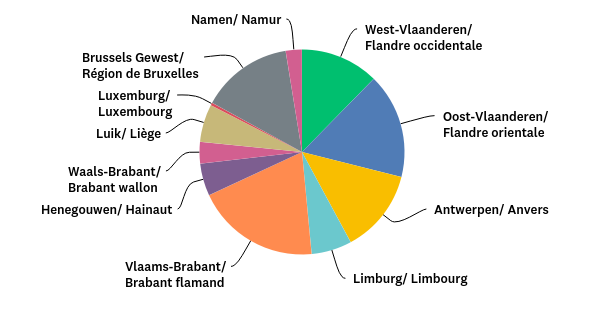 Namen/ Namur
West-Vlaanderen/
Flandre occidentale
Brussels Gewest/
Région de Bruxelles
Luxemburg/
Luxembourg
Oost-Vlaanderen/
Flandre orientale
Luik/ Liège
Waals-Brabant/
Brabant wallon
Henegouwen/ Hainaut
Antwerpen/ Anvers
Vlaams-Brabant/
Brabant flamand
Limburg/ Limbourg